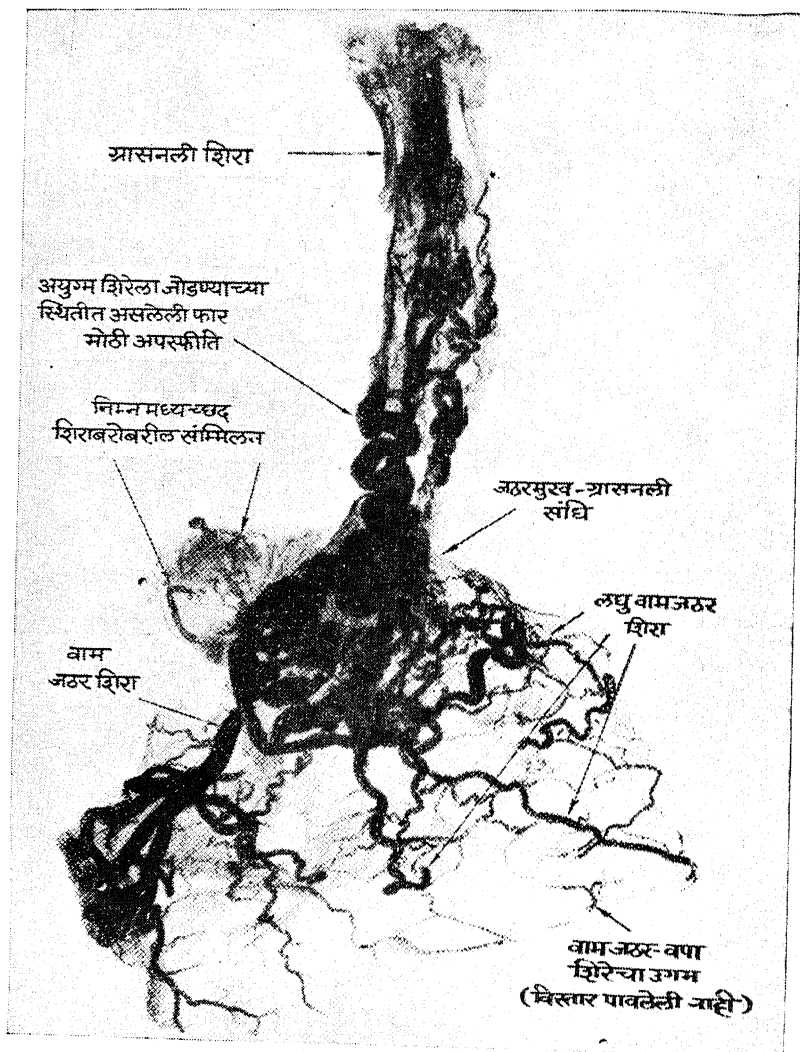 ग्रासनली शिरा
अयुग्म शिरेला जोडण्याच्या
स्थितीत असलेली फार
मोठी अपस्फीति
निम्न मध्यच्छद
शिराबरोबरील संम्मिलन
जठरमुख-ग्रासनली
संधि
लघु वामजठर
शिरा
वाम
जठर शिरा
वामजठर-वपा
शिरेचा उगम
(विस्तार पावलेली नाही)